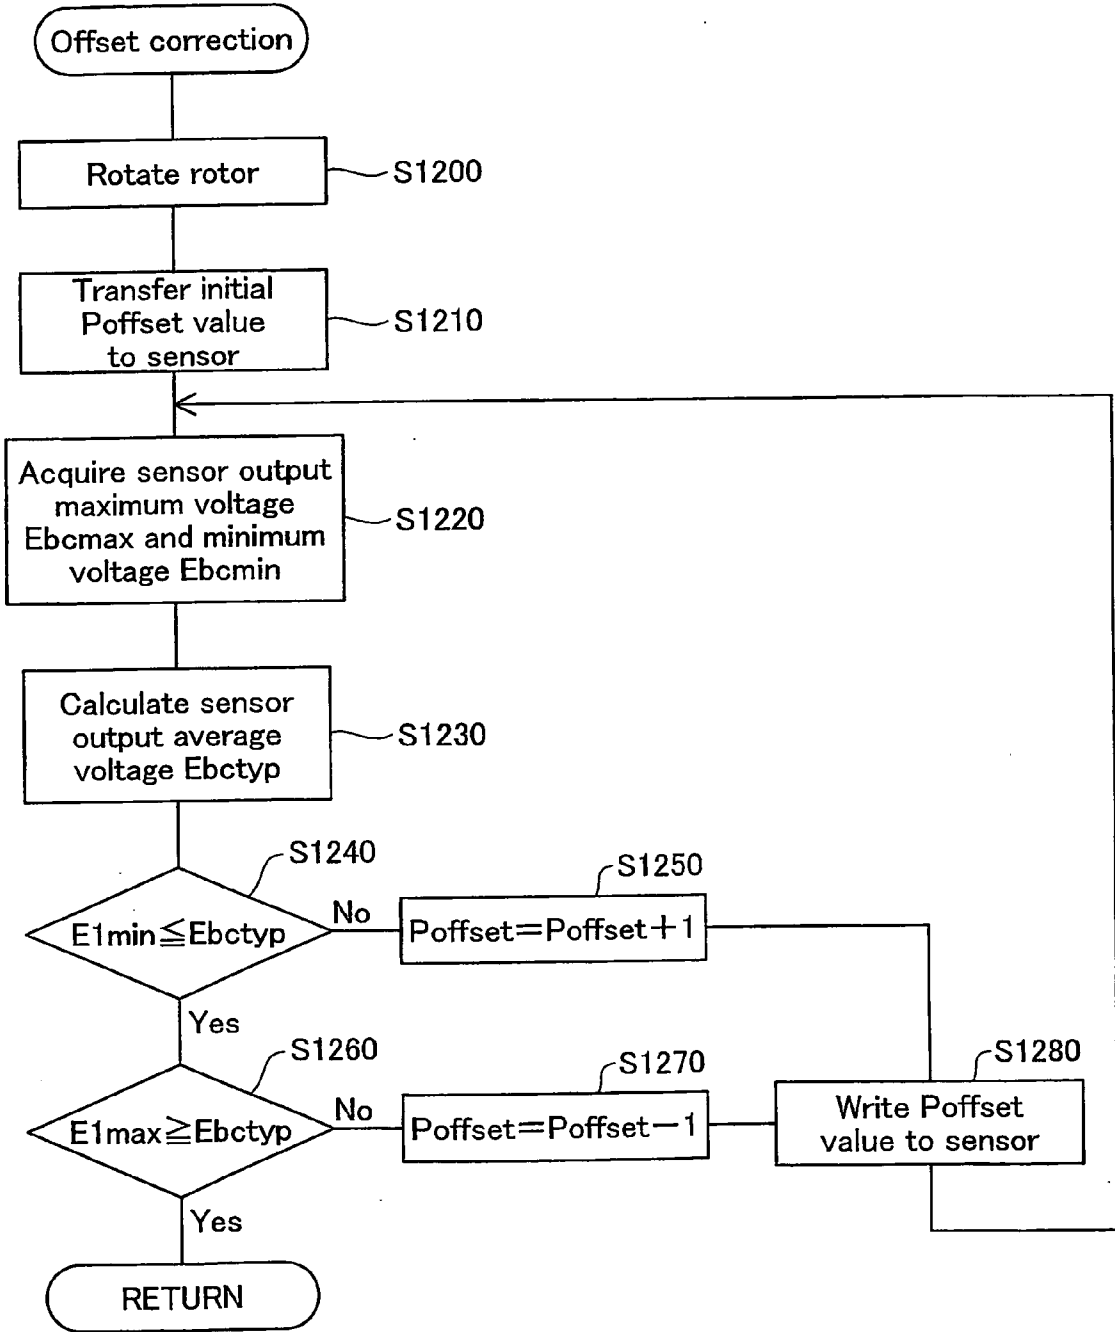 Offset correction
Rotate rotor
S1200
Transfer initial
Poffset value
to sensor
S1210
Acquire sensor output
maximum voltage
Ebcmax and minimum
voltage Ebcmin
S1220
Calculate sensor
output average
voltage Ebctyp
S1230
S1240
E1min≦Ebctyp
No
S1250
Poffset=Poffset+1
Yes
S1260
E1max≧Ebctyp
No
S1270
Poffset=Poffset−1
S1280
Write Poffset
value to sensor
Yes
RETURN